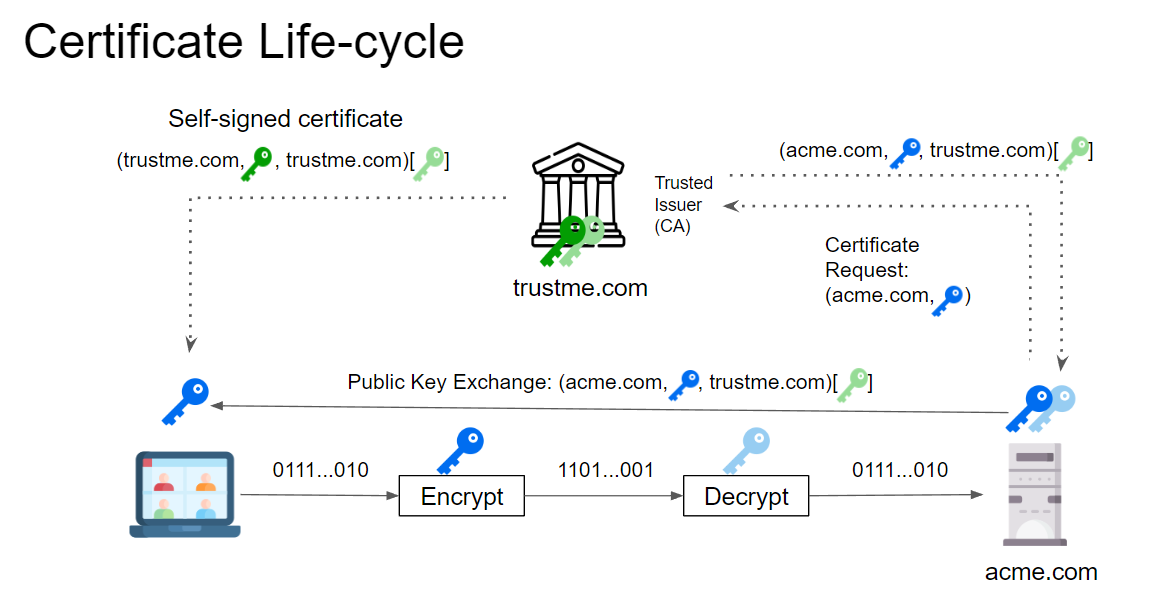 Certificate Life-cycle
Self-signed certificate
(trustme.com, , trustme.com)[ ]
(acme.com, , trustme.com)[ ]
Trusted
Issuer
(CA)
Certificate
Request:
(acme.com, )
trustme.com
Public Key Exchange: (acme.com, , trustme.com)[ ]
0111...010
Encrypt
1101...001
Decrypt
0111...010
acme.com